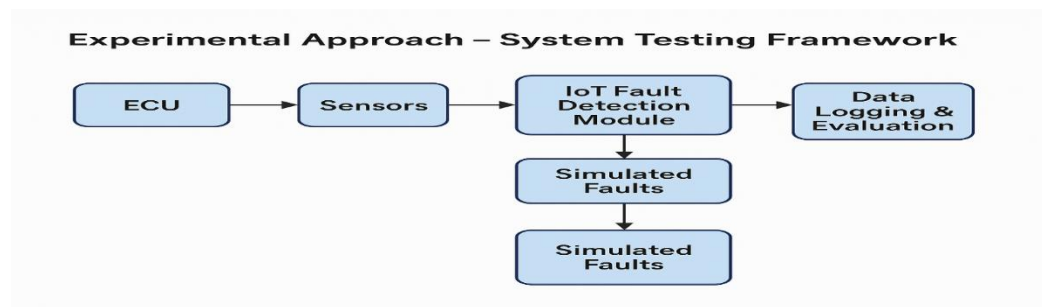 Experimental Approach – System Testing Framework
ECU
Sensors
IoT Fault
Detection
Module
Data
Logging &
Evaluation
Simulated
Faults
Simulated
Faults